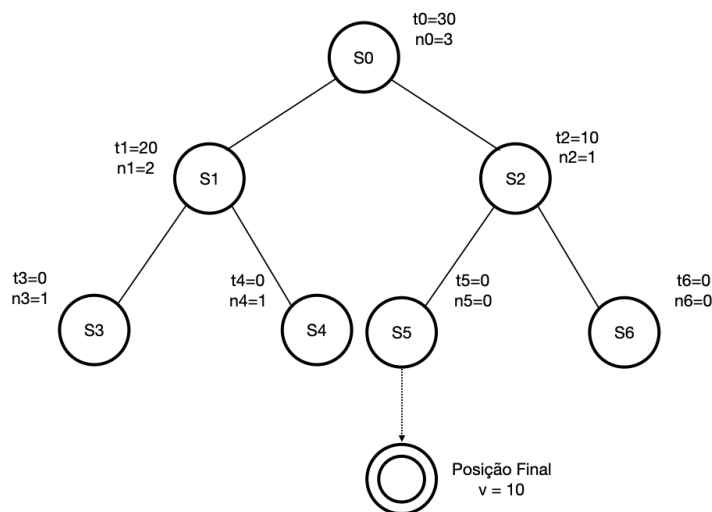 t0=30
n0=3
S0
t1=20
n1=2
S1
t2=10
n2=1
S2
t3=0
n3=1
S3
t4=0
n4=1
S4
t5=0
n5=0
S5
t6=0
n6=0
S6
Posição Final
v = 10